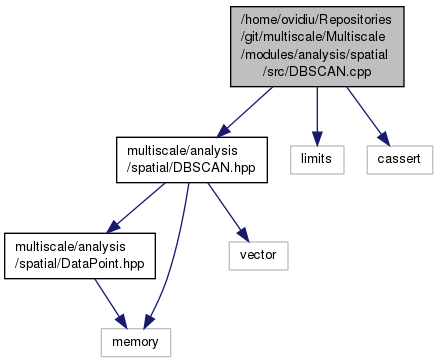 /home/ovidiu/Repositories
/git/multiscale/Multiscale
/modules/analysis/spatial
/src/DBSCAN.cpp
multiscale/analysis
/spatial/DBSCAN.hpp
limits
cassert
multiscale/analysis
/spatial/DataPoint.hpp
vector
memory